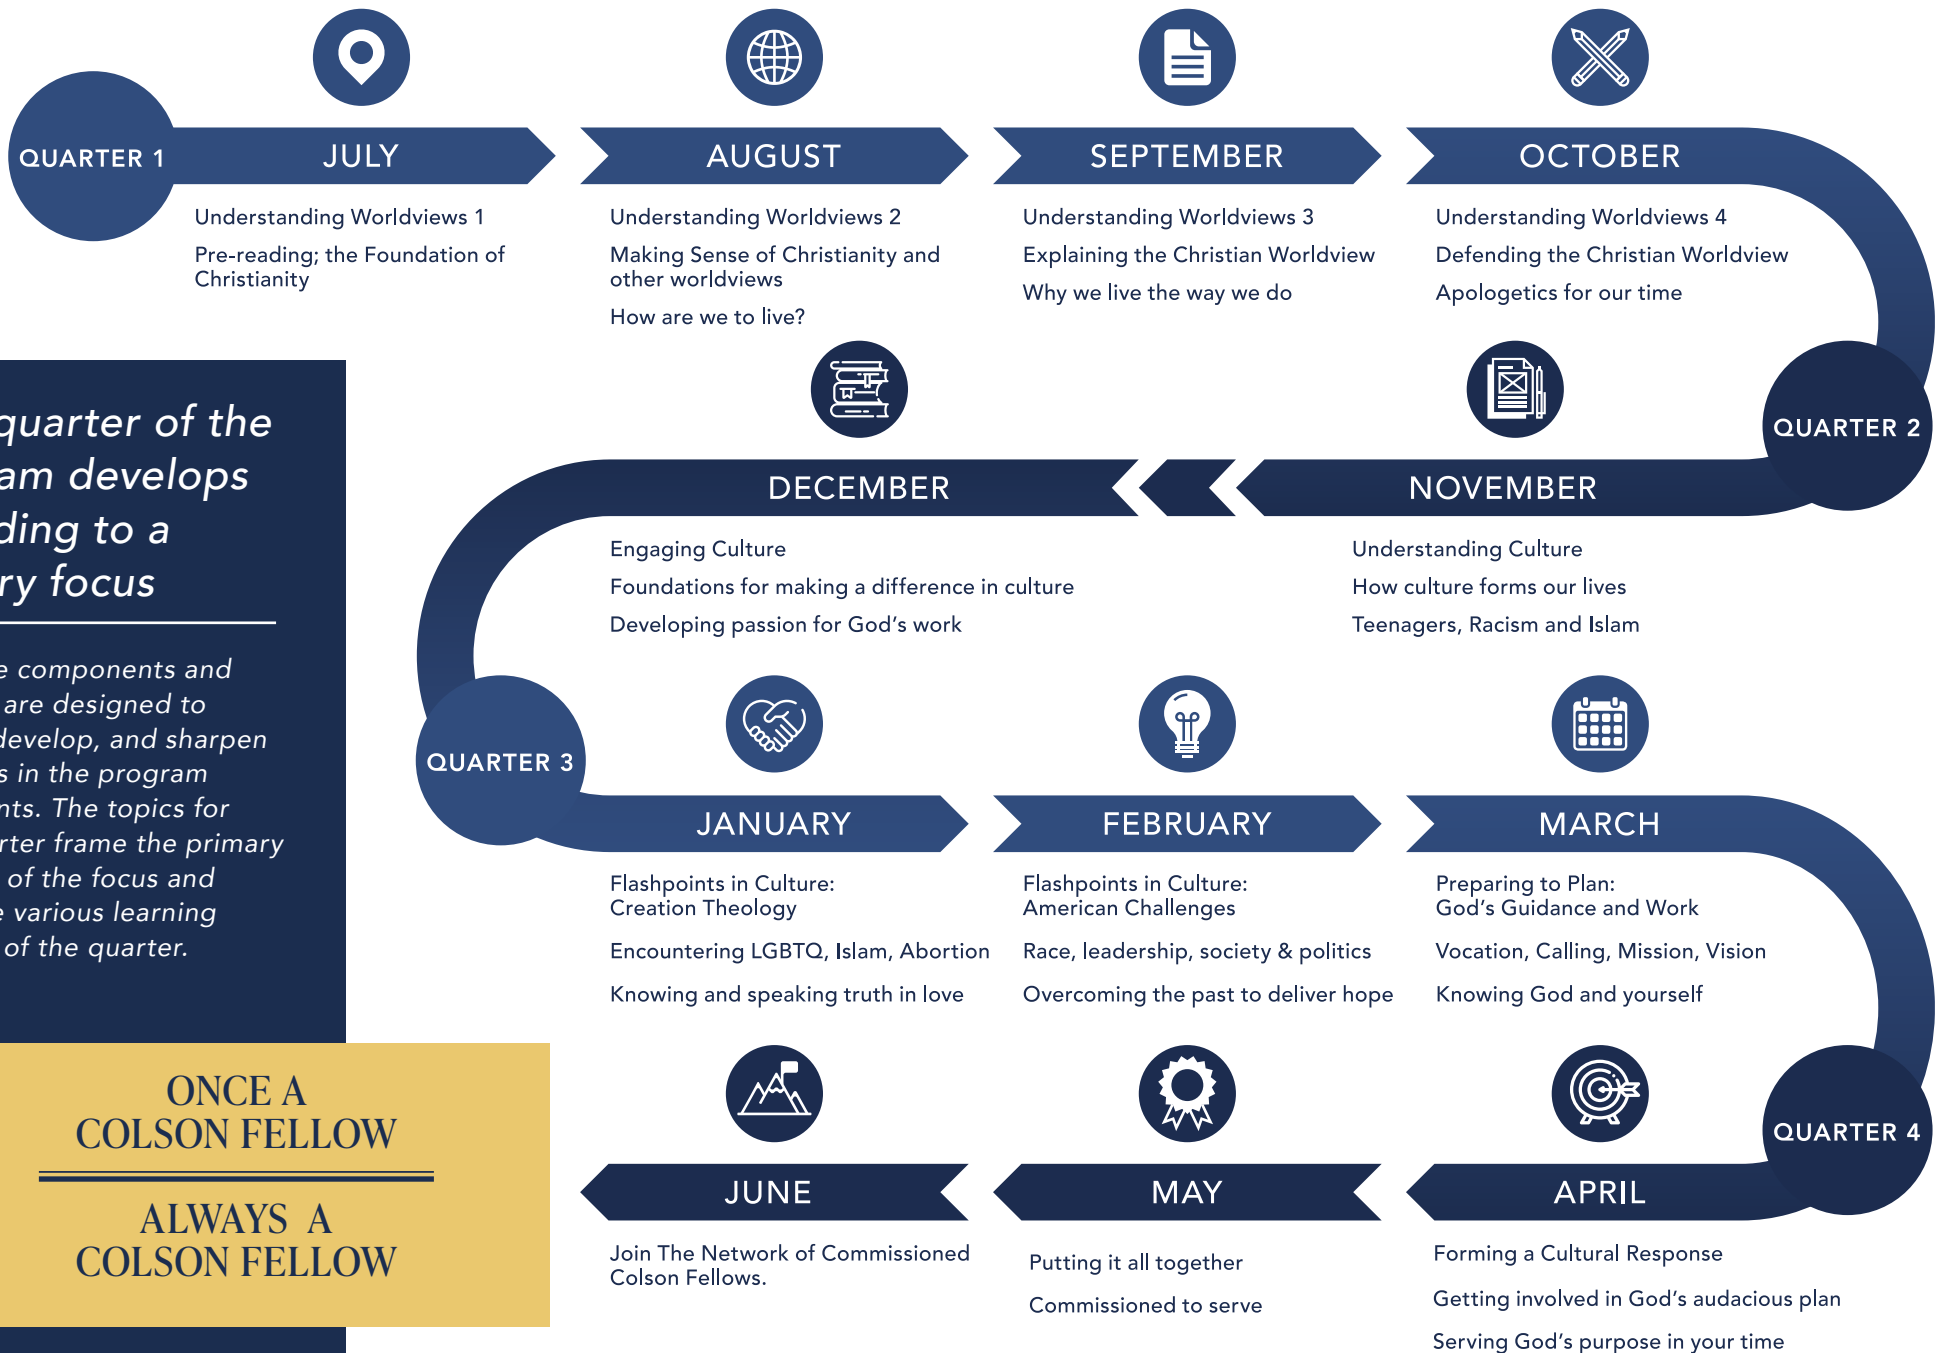 QUARTER 1
JULY
AUGUST
SEPTEMBER
OCTOBER
Understanding Worldviews 1
Pre-reading; the Foundation of
Christianity
Understanding Worldviews 2
Making Sense of Christianity and
other worldviews
How are we to live?
Understanding Worldviews 3
Explaining the Christian Worldview
Why we live the way we do
Understanding Worldviews 4
Defending the Christian Worldview
Apologetics for our time
QUARTER 2
NOVEMBER
Understanding Culture
How culture forms our lives
Teenagers, Racism and Islam
DECEMBER
Engaging Culture
Foundations for making a difference in culture
Developing passion for God's work
QUARTER 3
JANUARY
FEBRUARY
MARCH
Flashpoints in Culture:
Creation Theology
Encountering LGBTQ, Islam, Abortion
Knowing and speaking truth in love
Flashpoints in Culture:
American Challenges
Race, leadership, society & politics
Overcoming the past to deliver hope
Preparing to Plan:
God's Guidance and Work
Vocation, Calling, Mission, Vision
Knowing God and yourself
QUARTER 4
APRIL
Forming a Cultural Response
Getting involved in God's audacious plan
Serving God's purpose in your time
MAY
Putting it all together
Commissioned to serve
JUNE
Join The Network of Commissioned
Colson Fellows.
quarter of the
develops
to a
focus
components and
are designed to
develop, and sharpen
in the program
The topics for
frame the primary
of the focus and
various learning
of the quarter.
ONCE A
COLSON FELLOW
ALWAYS A
COLSON FELLOW